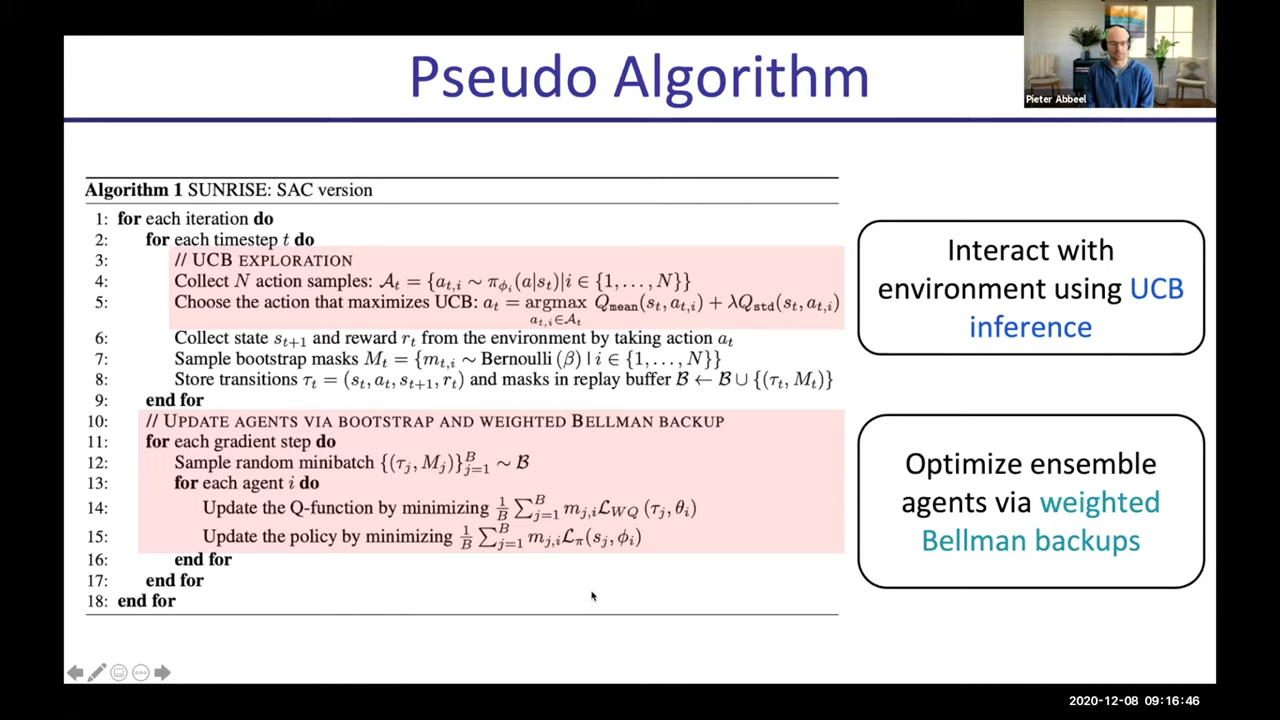 Pseudo Algorithm
Pieter Abbeel
Algorithm 1 SUNRISE: SAC version
1: for each iteration do
2: for each timestep t do
3: // UCB EXPLORATION
4: Collect N action samples: 𝒜_t = {a_{t,i} ∼ π_{ϕ_i}(a|s_t)|i ∈ {1, . . . , N}}
5: Choose the action that maximizes UCB: a_t = argmax_{a_{t,i}∈𝒜_t} Q_mean(s_t, a_{t,i}) + λQ_std(s_t, a_{t,i})
6: Collect state s_{t+1} and reward r_t from the environment by taking action a_t
7: Sample bootstrap masks M_t = {m_{t,i} ∼ Bernoulli (β) | i ∈ {1, . . . , N}}
8: Store transitions τ_t = (s_t, a_t, s_{t+1}, r_t) and masks in replay buffer ℬ ← ℬ ∪ {(τ_t, M_t)}
9: end for
10: // UPDATE AGENTS VIA BOOTSTRAP AND WEIGHTED BELLMAN BACKUP
11: for each gradient step do
12: Sample random minibatch {(τ_j, M_j)}_{j=1}^B ∼ ℬ
13: for each agent i do
14: Update the Q-function by minimizing 1/B ∑_{j=1}^B m_{j,i}ℒ_{WQ} (τ_j, θ_i)
15: Update the policy by minimizing 1/B ∑_{j=1}^B m_{j,i}ℒ_π(s_j, ϕ_i)
16: end for
17: end for
18: end for
Interact with
environment using UCB
inference
Optimize ensemble
agents via weighted
Bellman backups
2020-12-08 09:16:46